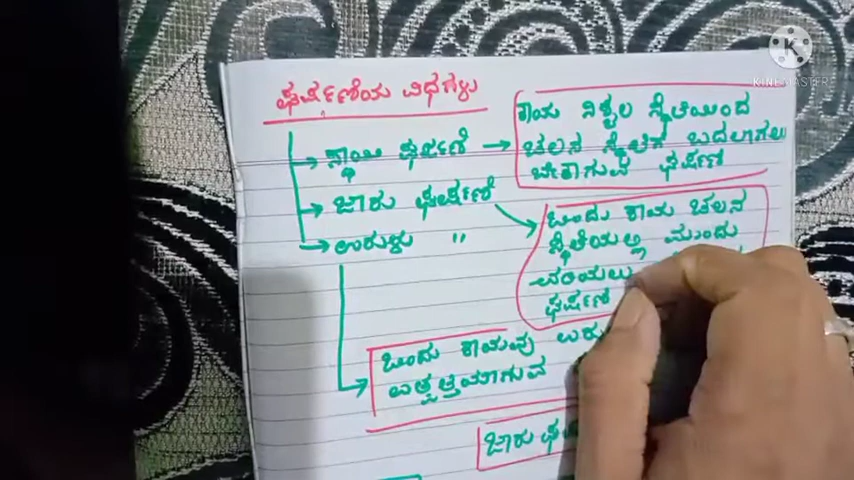 ಘರ್ಷಣೆಯ ವಿಧಗಳು
ಸ್ಥಾಯಿ ಘರ್ಷಣೆ
ಕಾಯ ನಿಶ್ಚಲ ಸ್ಥಿತಿಯಿಂದ
ಚಲನ ಸ್ಥಿತಿಗೆ ಬದಲಾಗಲು
ಬೇಕಾಗುವ ಘರ್ಷಣೆ
ಜಾರು ಘರ್ಷಣೆ
ಒಂದು ಕಾಯ ಚಲನ
ಸ್ಥಿತಿಯಲ್ಲಿ ಮುಂದು
ವರಿಯಲು
ಘರ್ಷಣೆ
ಉರುಳು "
ಒಂದು ಕಾಯವು
ಉತ್ಪತ್ತಿಯಾಗುವ
ಜಾರು
KINEMASTER